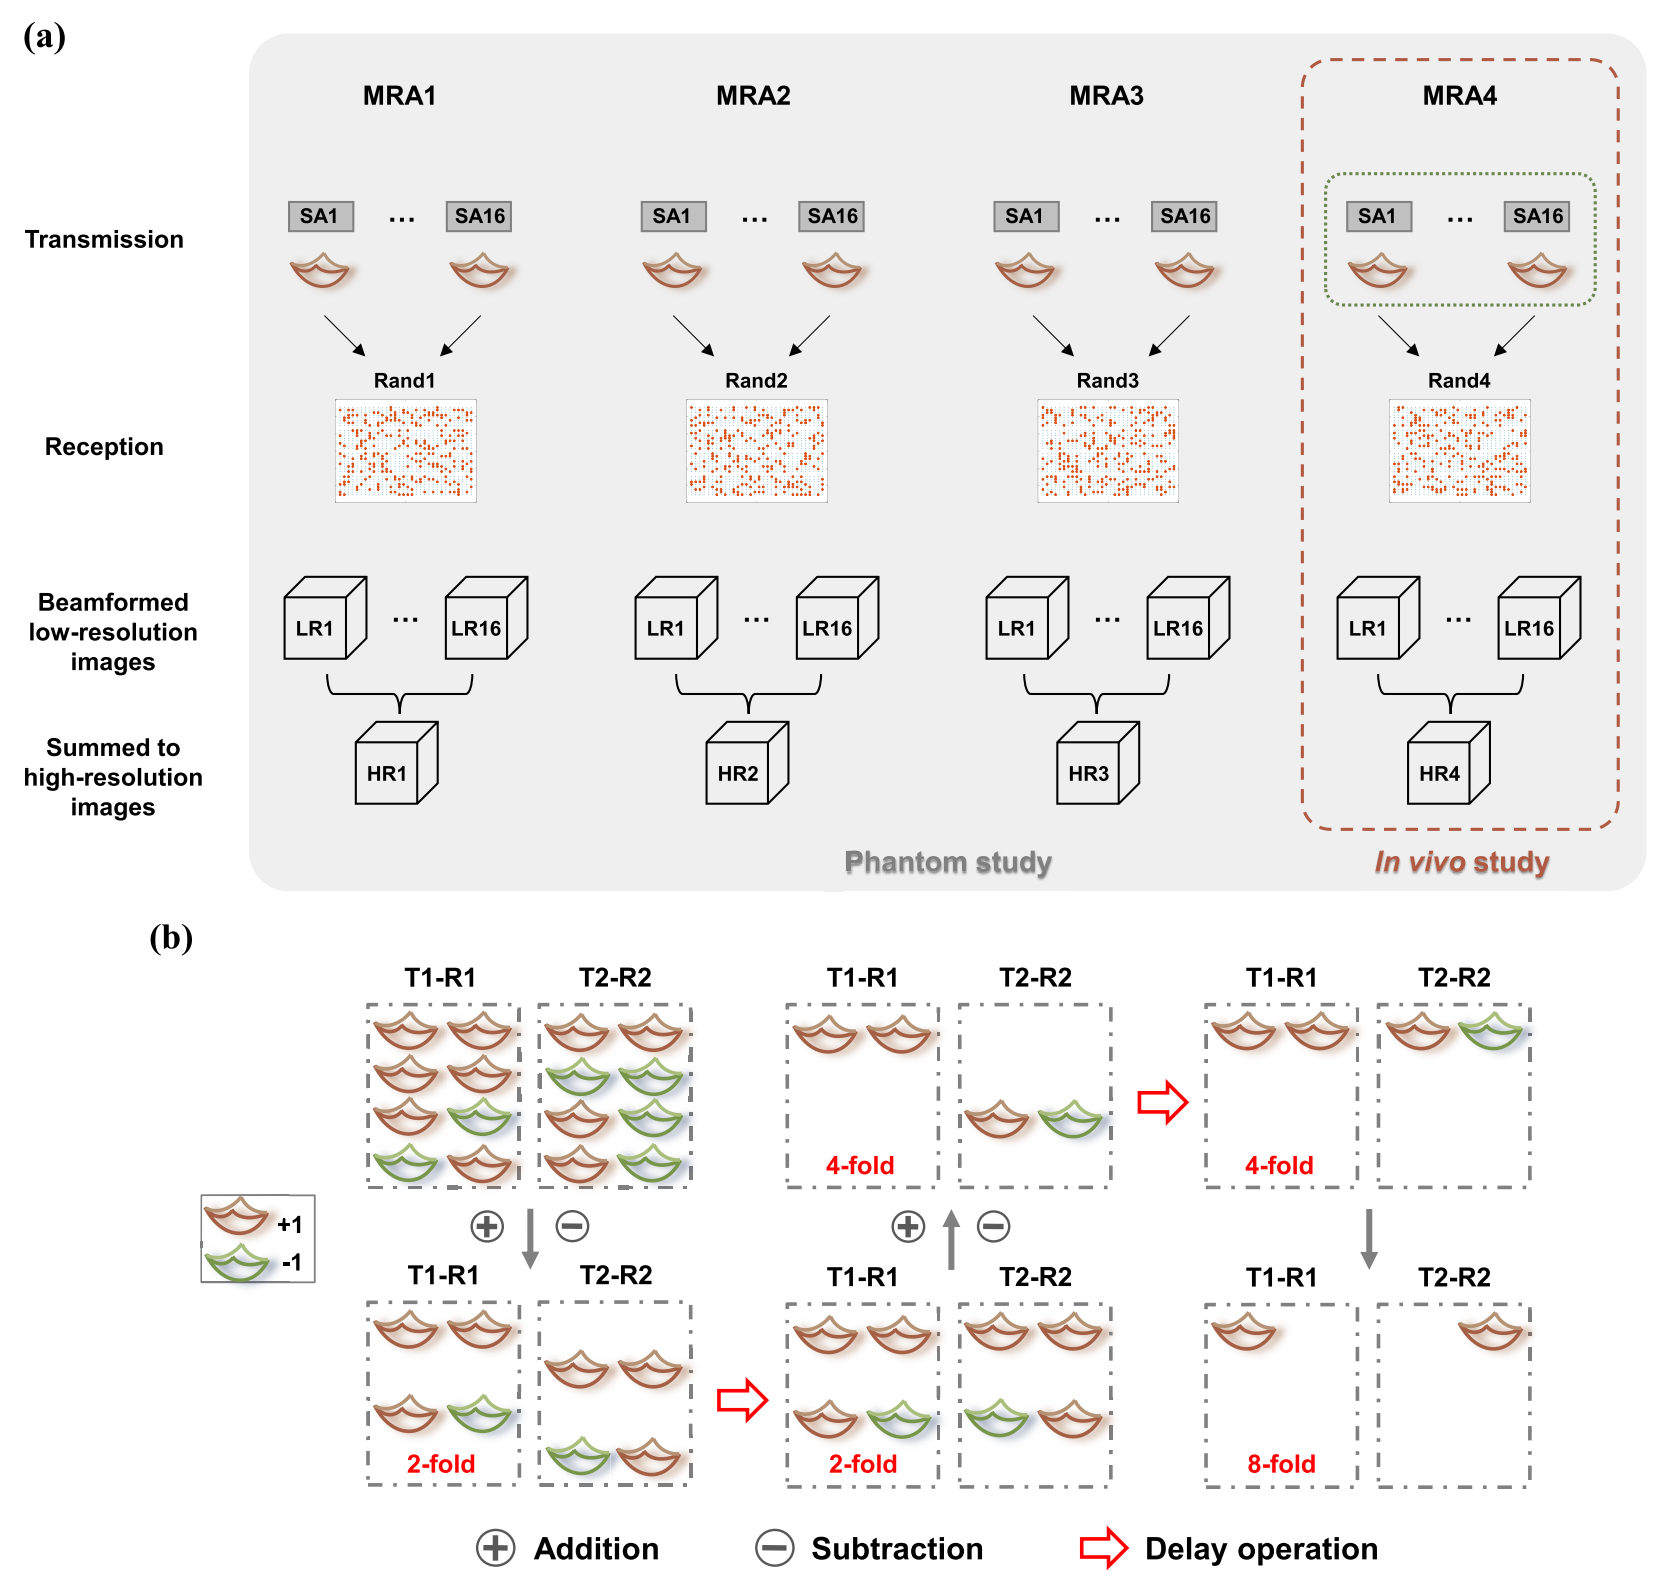 (a)
MRA1 MRA2 MRA3 MRA4
Transmission
SA1 ... SA16 SA1 ... SA16 SA1 ... SA16 SA1 ... SA16
Rand1 Rand2 Rand3 Rand4
Reception
Beamformed
low-resolution
images
LR1 ... LR16 LR1 ... LR16 LR1 ... LR16 LR1 ... LR16
Summed to
high-resolution
images
HR1 HR2 HR3 HR4
Phantom study In vivo study
(b)
T1-R1 T2-R2 T1-R1 T2-R2 T1-R1 T2-R2
4-fold 4-fold
+1
-1
T1-R1 T2-R2 T1-R1 T2-R2 T1-R1 T2-R2
2-fold 2-fold 8-fold
+ Addition − Subtraction Delay operation